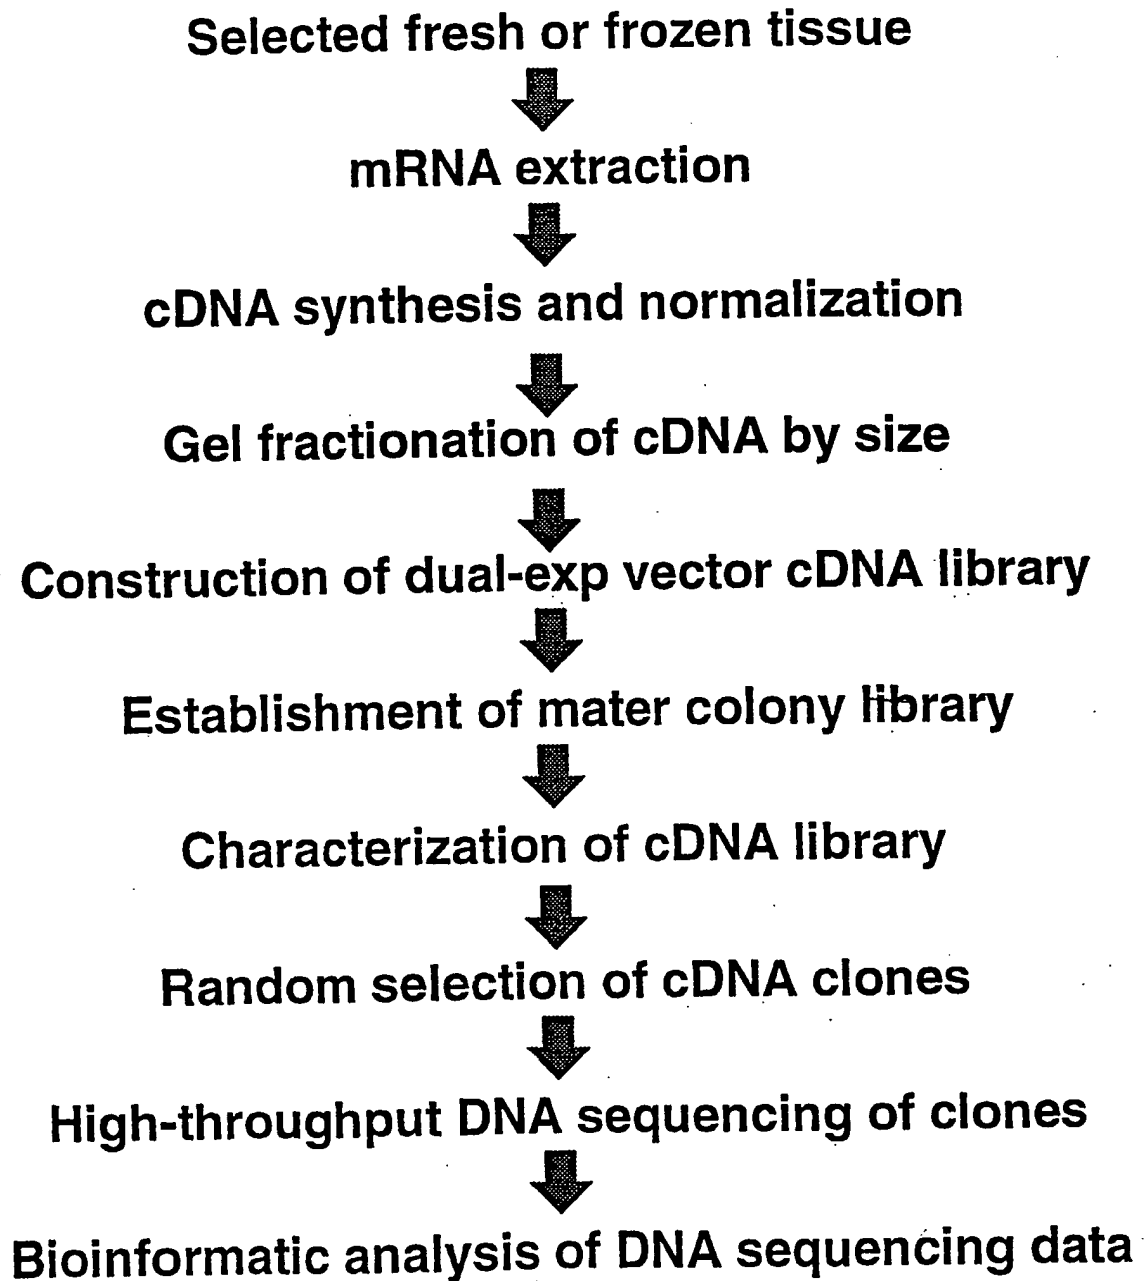 Selected fresh or frozen tissue
mRNA extraction
cDNA synthesis and normalization
Gel fractionation of cDNA by size
Construction of dual-exp vector cDNA library
Establishment of mater colony library
Characterization of cDNA library
Random selection of cDNA clones
High-throughput DNA sequencing of clones
Bioinformatic analysis of DNA sequencing data